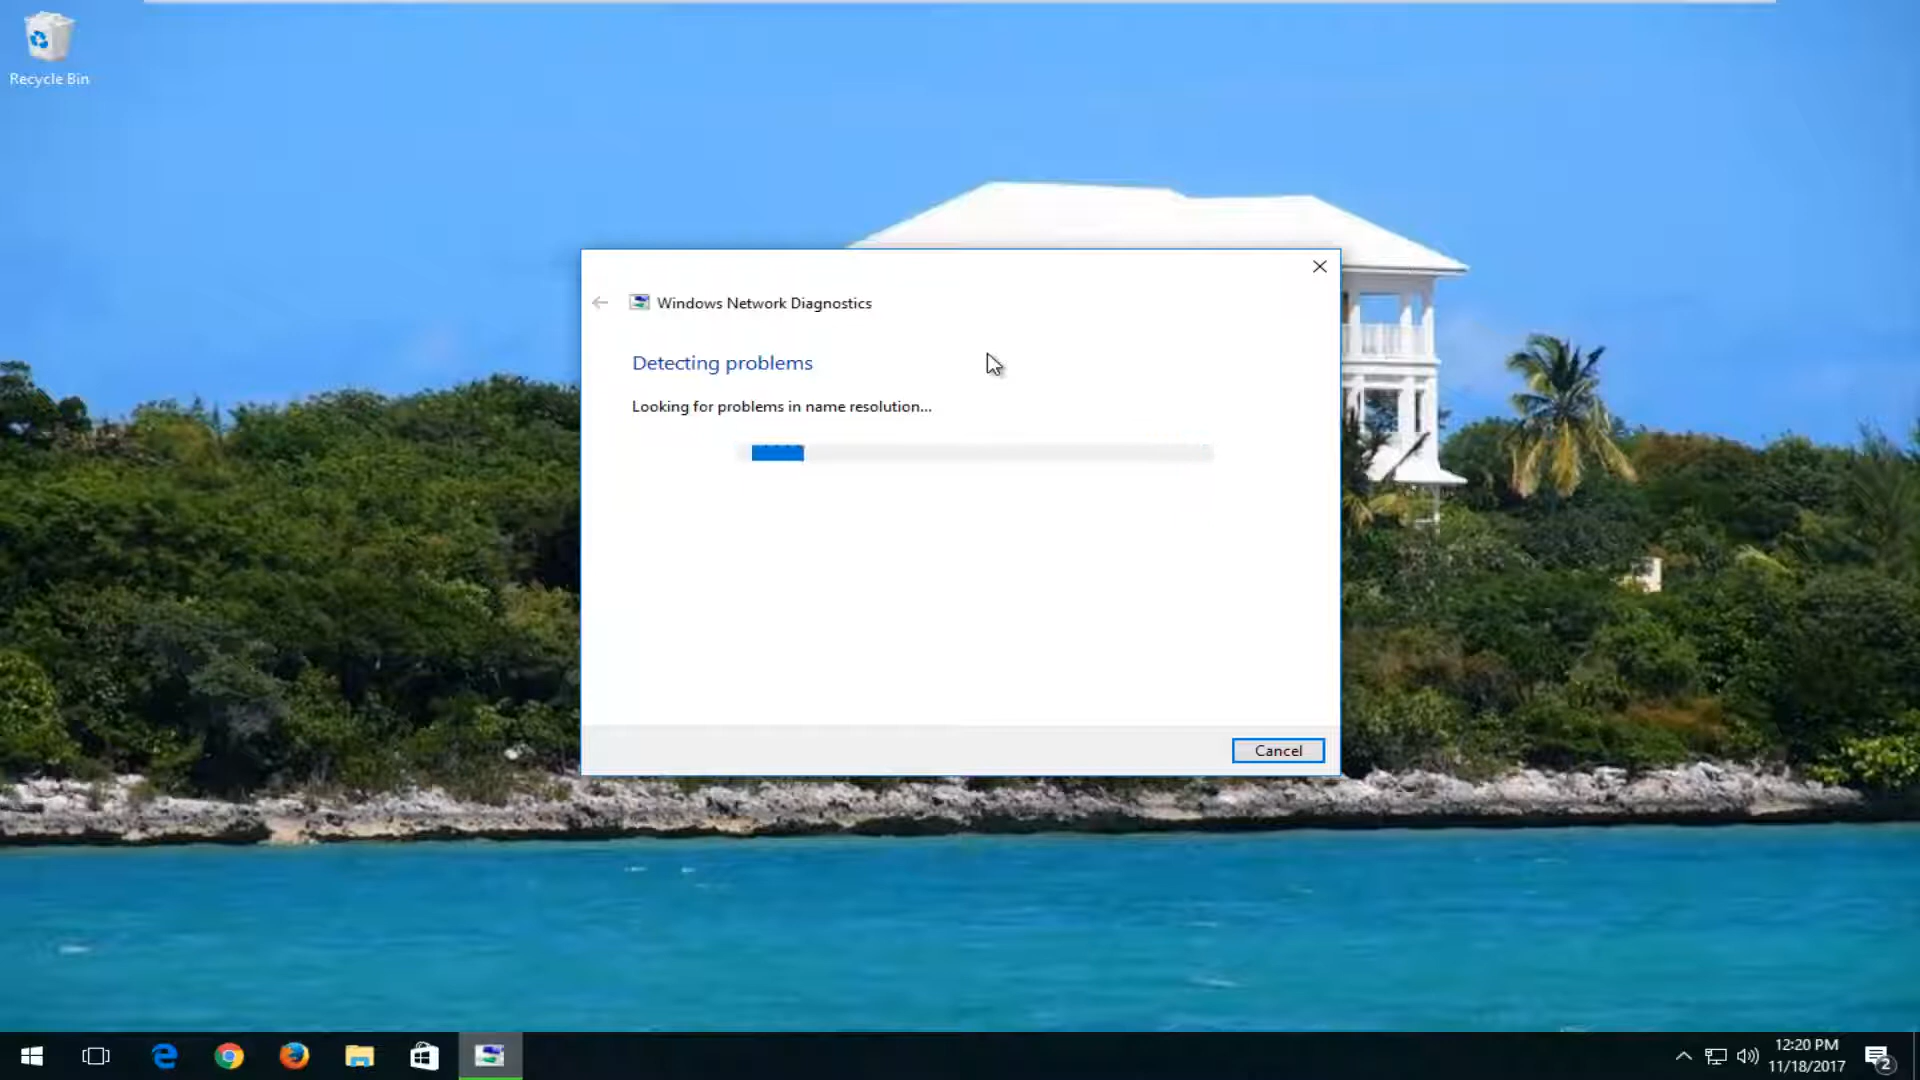 Recycle Bin
Windows Network Diagnostics
Detecting problems
Looking for problems in name resolution...
Cancel
12:20 PM
11/18/2017
2